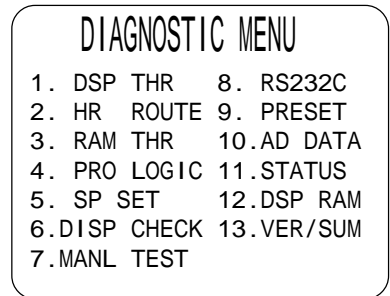 DIAGNOSTIC MENU
1. DSP THR 8. RS232C
2. HR ROUTE 9. PRESET
3. RAM THR 10.AD DATA
4. PRO LOGIC 11.STATUS
5. SP SET 12.DSP RAM
6.DISP CHECK 13.VER/SUM
7.MANL TEST